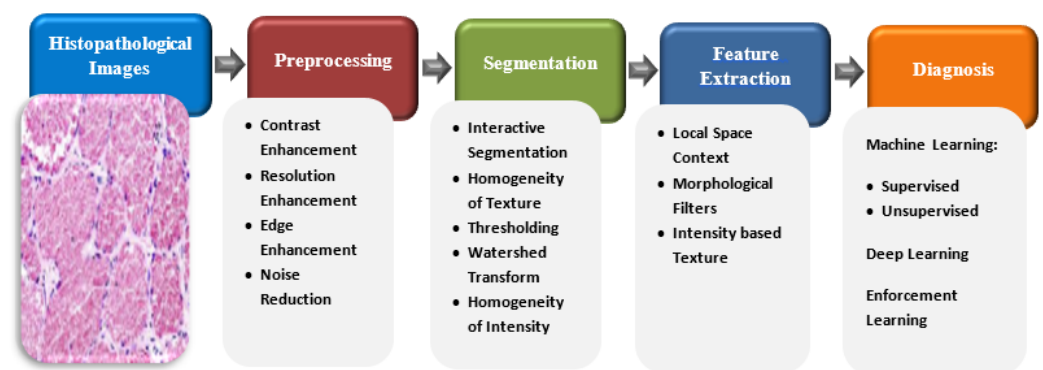 Histopathological
Images
Preprocessing
Segmentation
Feature
Extraction
Diagnosis
• Contrast
Enhancement
• Resolution
Enhancement
• Edge
Enhancement
• Noise
Reduction
• Interactive
Segmentation
• Homogeneity
of Texture
• Thresholding
• Watershed
Transform
• Homogeneity
of Intensity
• Local Space
Context
• Morphological
Filters
• Intensity based
Texture
Machine Learning:
• Supervised
• Unsupervised
Deep Learning
Enforcement
Learning